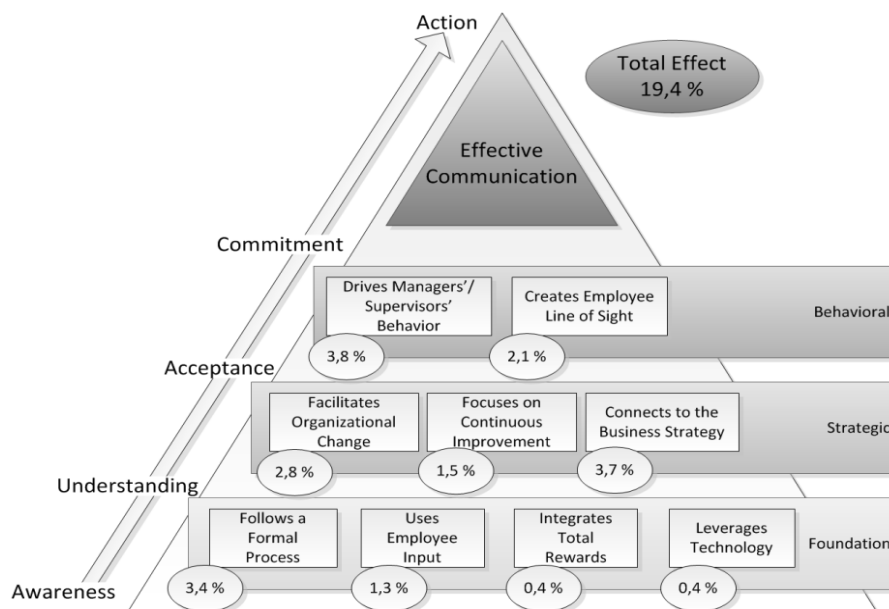 Action
Total Effect
19,4 %
Effective
Communication
Commitment
Drives Managers'/
Supervisors'
Behavior
3,8 %
Creates Employee
Line of Sight
2,1 %
Behavioral
Acceptance
Facilitates
Organizational
Change
2,8 %
Focuses on
Continuous
Improvement
1,5 %
Connects to the
Business Strategy
3,7 %
Strategic
Understanding
Follows a
Formal
Process
3,4 %
Uses
Employee
Input
1,3 %
Integrates
Total
Rewards
0,4 %
Leverages
Technology
0,4 %
Foundation
Awareness